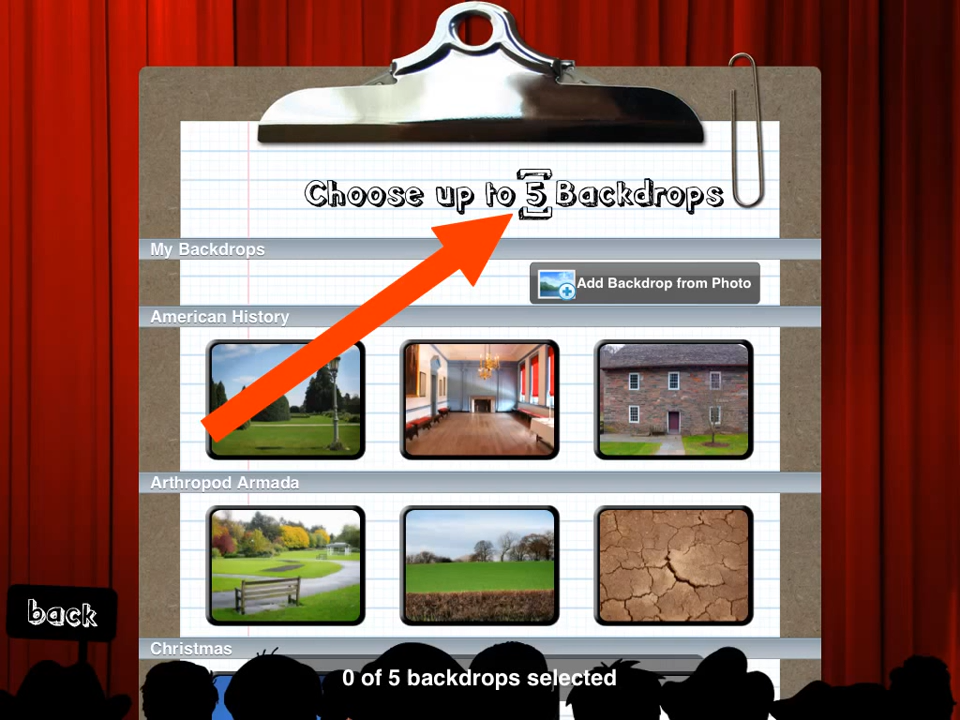 Choose up to 5 Backdrops
My Backdrops
Add Backdrop from Photo
American History
Arthropod Armada
back
Christmas
0 of 5 backdrops selected